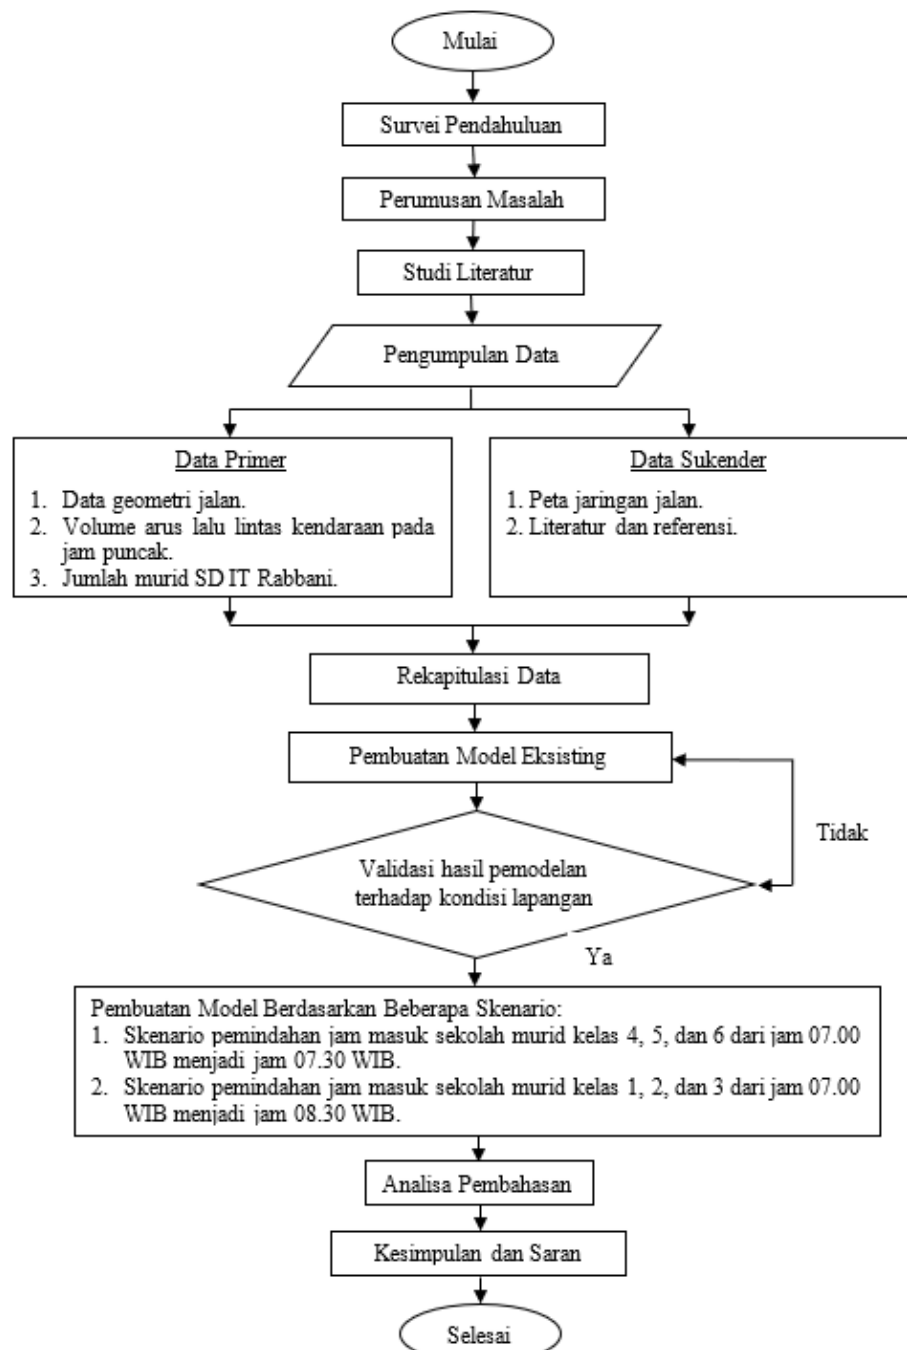 Mulai
Survei Pendahuluan
Perumusan Masalah
Studi Literatur
Pengumpulan Data
Data Primer
1. Data geometri jalan.
2. Volume arus lalu lintas kendaraan pada
jam puncak.
3. Jumlah murid SD IT Rabbani.
Data Sukender
1. Peta jaringan jalan.
2. Literatur dan referensi.
Rekapitulasi Data
Pembuatan Model Eksisting
Tidak
Validasi hasil pemodelan
terhadap kondisi lapangan
Ya
Pembuatan Model Berdasarkan Beberapa Skenario:
1. Skenario pemindahan jam masuk sekolah murid kelas 4, 5, dan 6 dari jam 07.00
WIB menjadi jam 07.30 WIB.
2. Skenario pemindahan jam masuk sekolah murid kelas 1, 2, dan 3 dari jam 07.00
WIB menjadi jam 08.30 WIB.
Analisa Pembahasan
Kesimpulan dan Saran
Selesai